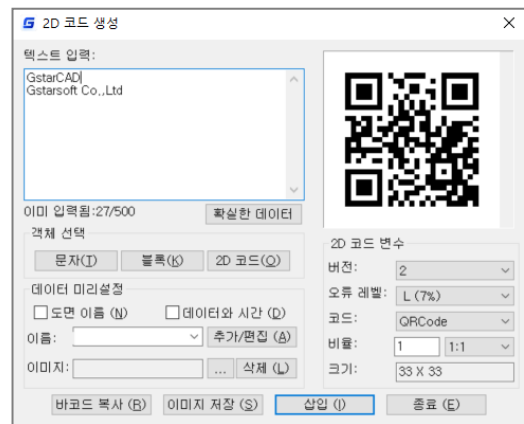 2D 코드 생성
텍스트 입력:
GstarCAD
Gstarsoft Co,,Ltd
이미 입력됨:27/500
확실한 데이터
객체 선택
문자(T)
블록(K)
2D 코드(Q)
데이터 미리설정
도면 이름 (N)
데이터와 시간 (D)
이름:
추가/편집 (A)
이미지:
...
삭제 (L)
2D 코드 변수
버전:
2
오류 레벨:
L (7%)
코드:
QRCode
비율:
1
1:1
크기:
33 X 33
바코드 복사 (B)
이미지 저장 (S)
삽입 (I)
종료 (E)